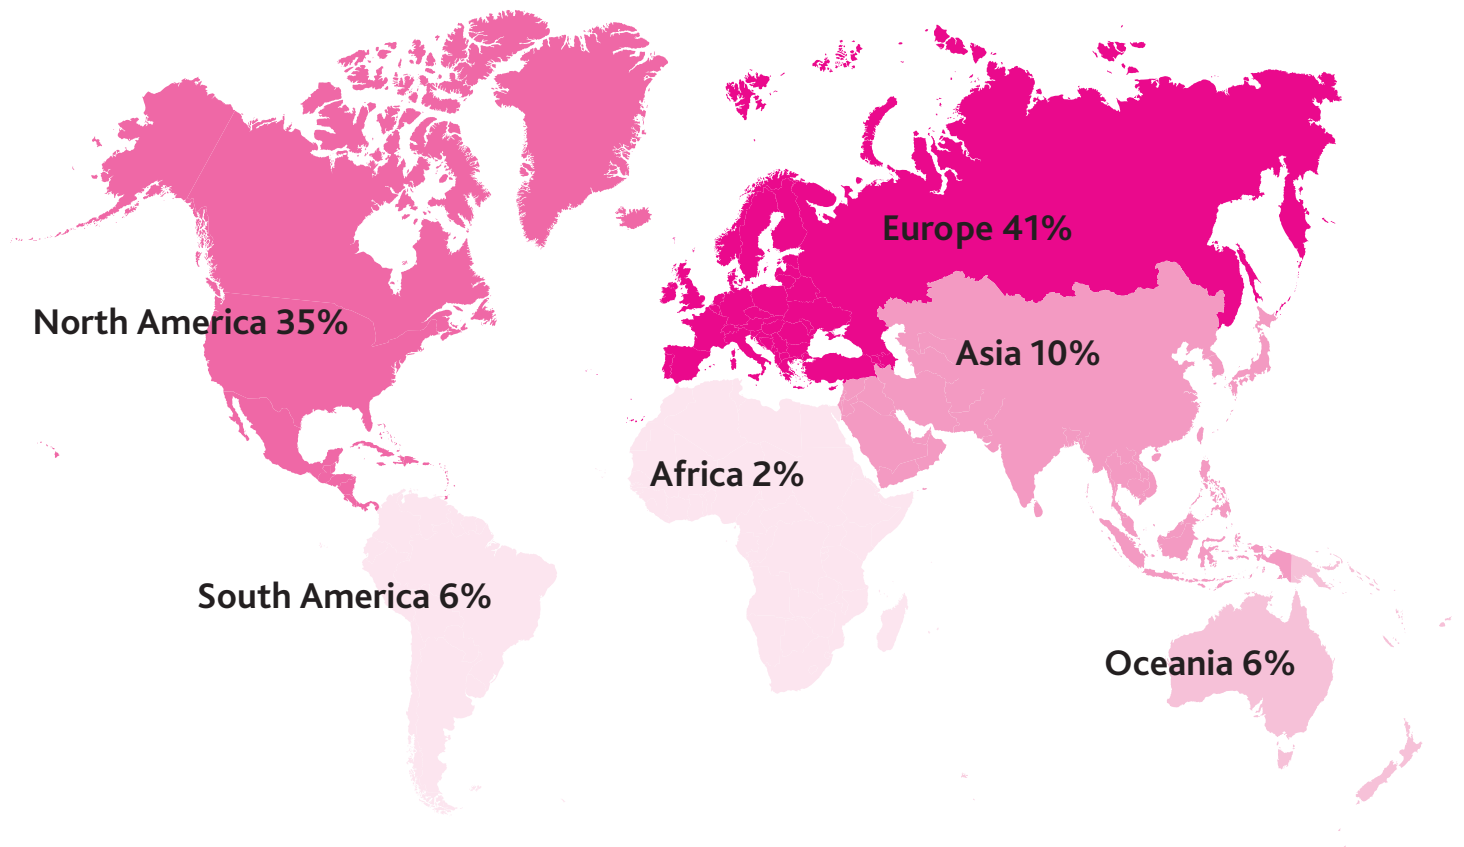 Europe 41%
North America 35%
Asia 10%
Africa 2%
South America 6%
Oceania 6%